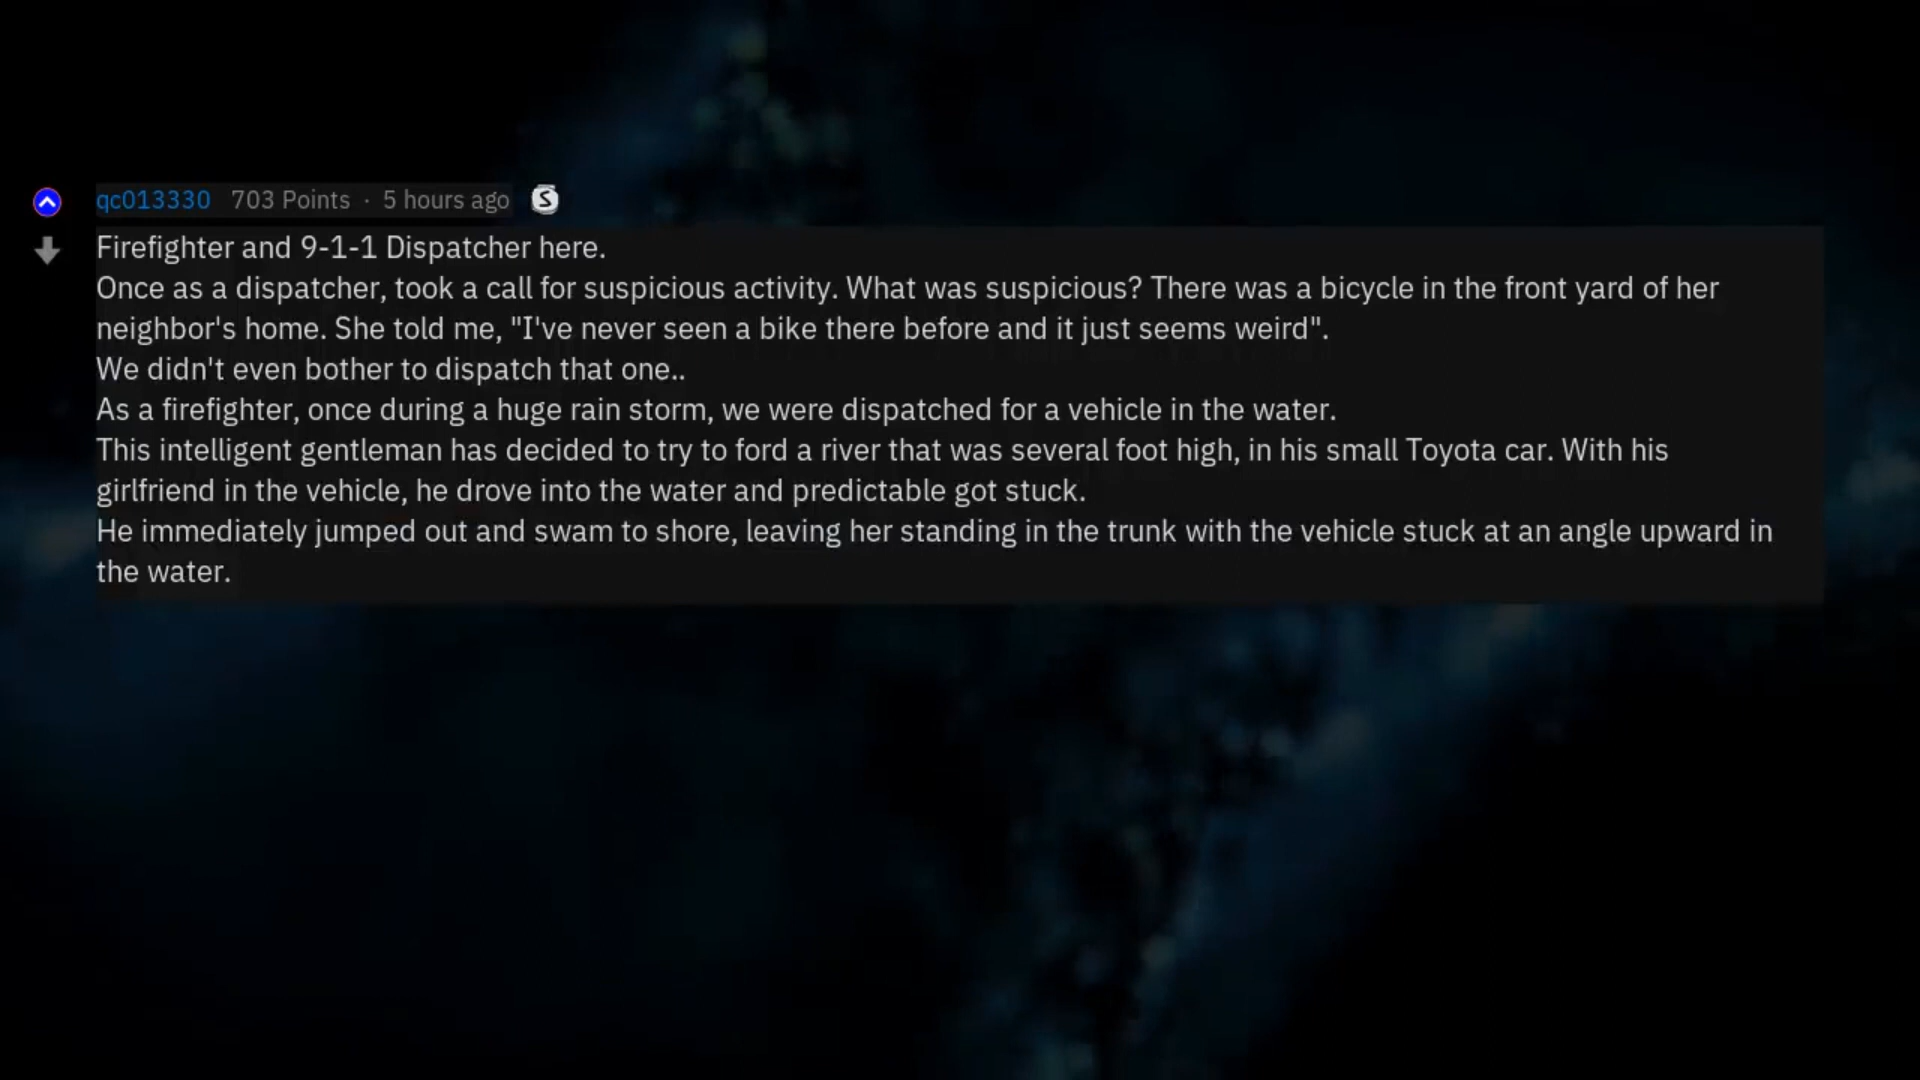 qc013330 703 Points · 5 hours ago S
Firefighter and 9-1-1 Dispatcher here.
Once as a dispatcher, took a call for suspicious activity. What was suspicious? There was a bicycle in the front yard of her
neighbor's home. She told me, "I've never seen a bike there before and it just seems weird".
We didn't even bother to dispatch that one..
As a firefighter, once during a huge rain storm, we were dispatched for a vehicle in the water.
This intelligent gentleman has decided to try to ford a river that was several foot high, in his small Toyota car. With his
girlfriend in the vehicle, he drove into the water and predictable got stuck.
He immediately jumped out and swam to shore, leaving her standing in the trunk with the vehicle stuck at an angle upward in
the water.